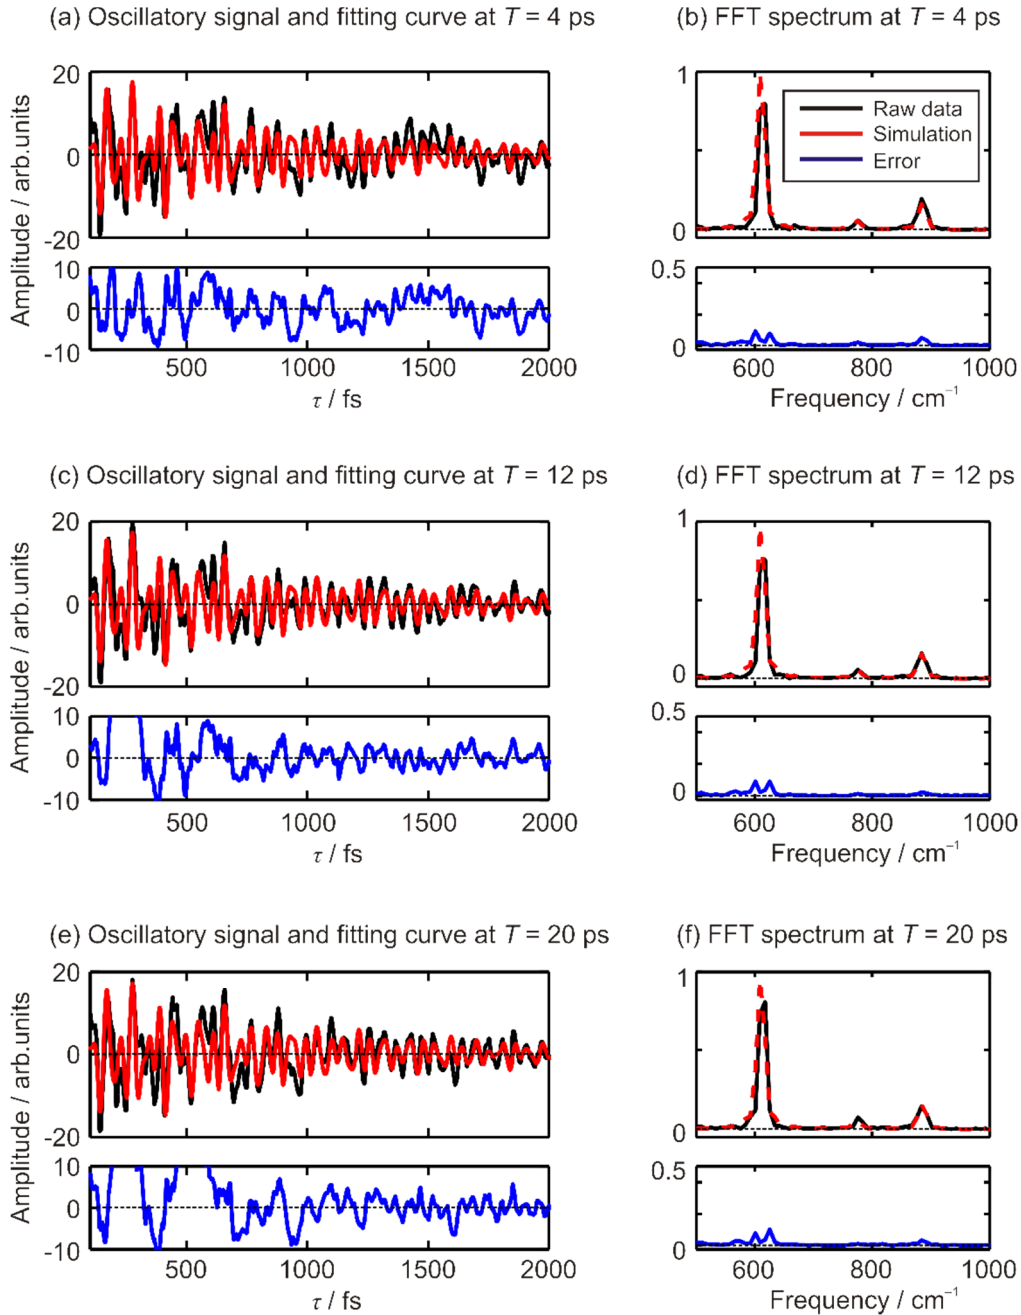 (a) Oscillatory signal and fitting curve at T = 4 ps
(b) FFT spectrum at T = 4 ps
20
0
-20
10
0
-10
Amplitude / arb.units
500 1000 1500 2000
τ / fs
1
0
Raw data
Simulation
Error
0.5
0
600 800 1000
Frequency / cm⁻¹
(c) Oscillatory signal and fitting curve at T = 12 ps
(d) FFT spectrum at T = 12 ps
20
0
-20
10
0
-10
Amplitude / arb.units
500 1000 1500 2000
τ / fs
1
0
0.5
0
600 800 1000
Frequency / cm⁻¹
(e) Oscillatory signal and fitting curve at T = 20 ps
(f) FFT spectrum at T = 20 ps
20
0
-20
10
0
-10
Amplitude / arb.units
500 1000 1500 2000
τ / fs
1
0
0.5
0
600 800 1000
Frequency / cm⁻¹